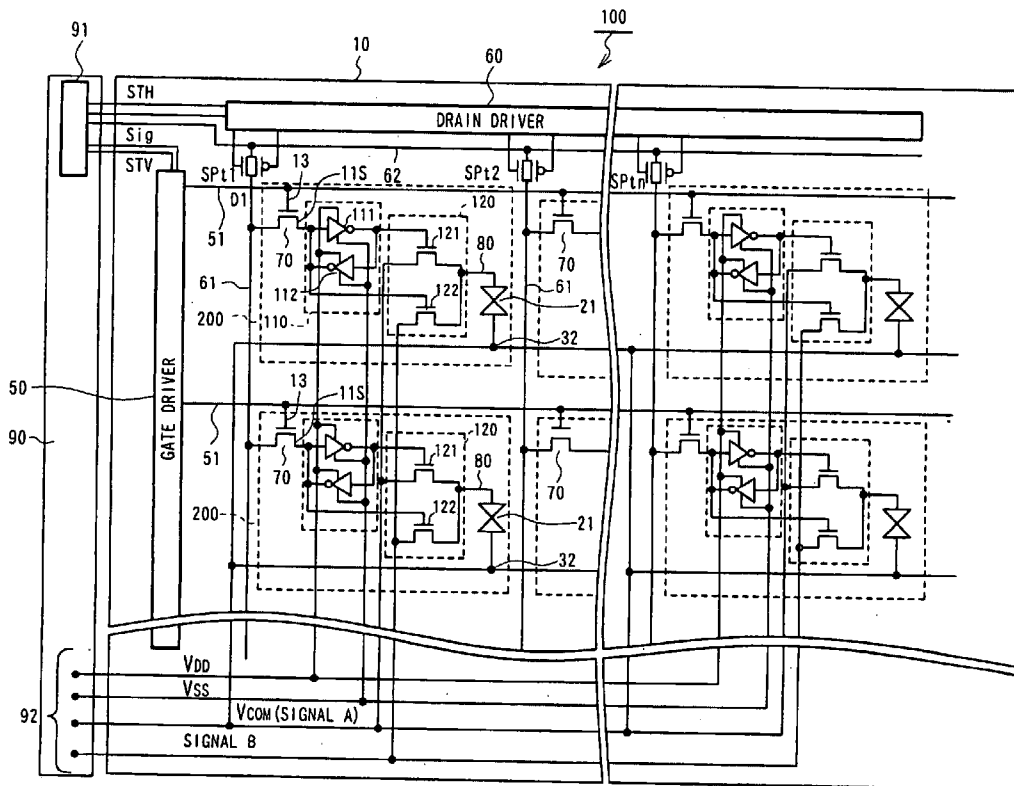 100
91
10
60
STH
DRAIN DRIVER
Sig
STV
SPt1
13
11S
62
SPt2
SPtn
D1
51
111
120
121
80
70
70
61
112
122
61
21
200
110
32
50
GATE DRIVER
90
13
11S
51
120
121
80
70
70
200
122
21
32
VDD
VSS
92
VCOM (SIGNAL A)
SIGNAL B